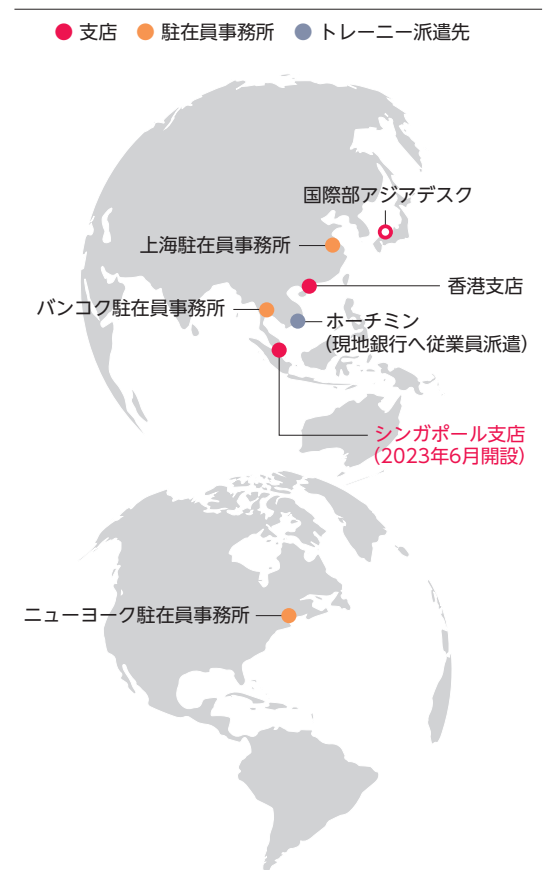 支店 駐在員事務所 トレーニー派遣先
国際部アジアデスク
上海駐在員事務所
香港支店
バンコク駐在員事務所
ホーチミン
(現地銀行へ従業員派遣)
シンガポール支店
(2023年6月開設)
ニューヨーク駐在員事務所